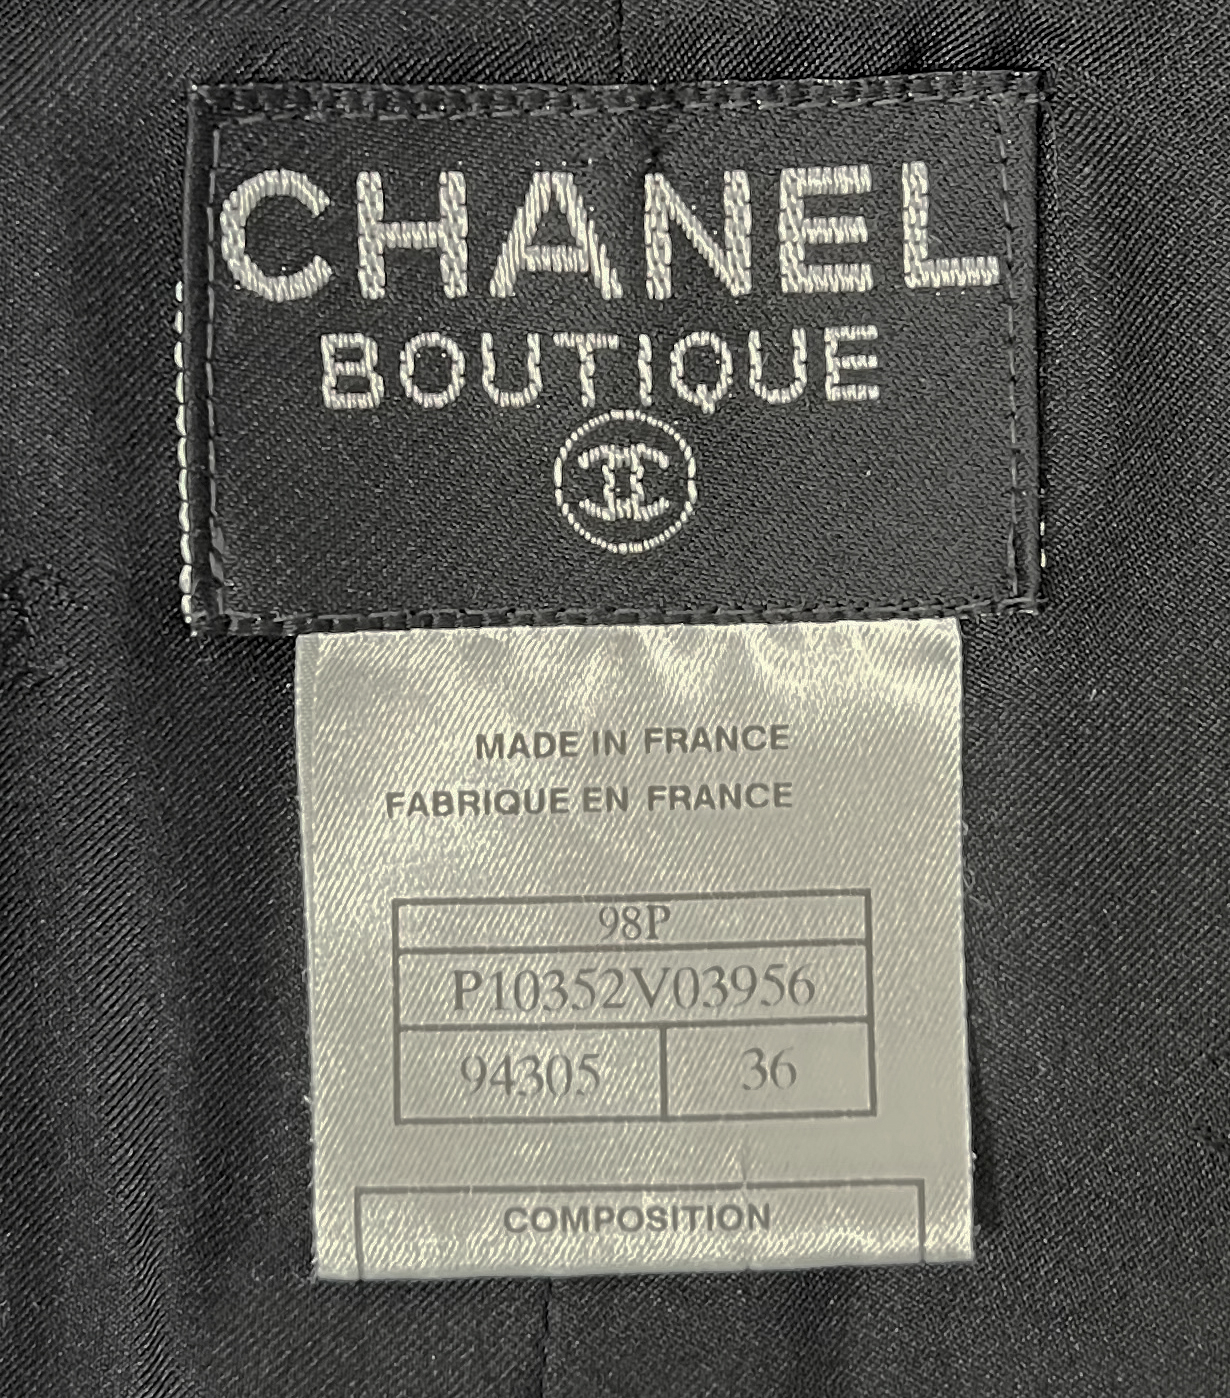 CHANEL
BOUTIQUE
MADE IN FRANCE
FABRIQUE EN FRANCE
98P
P10352V03956
94305 36
COMPOSITION